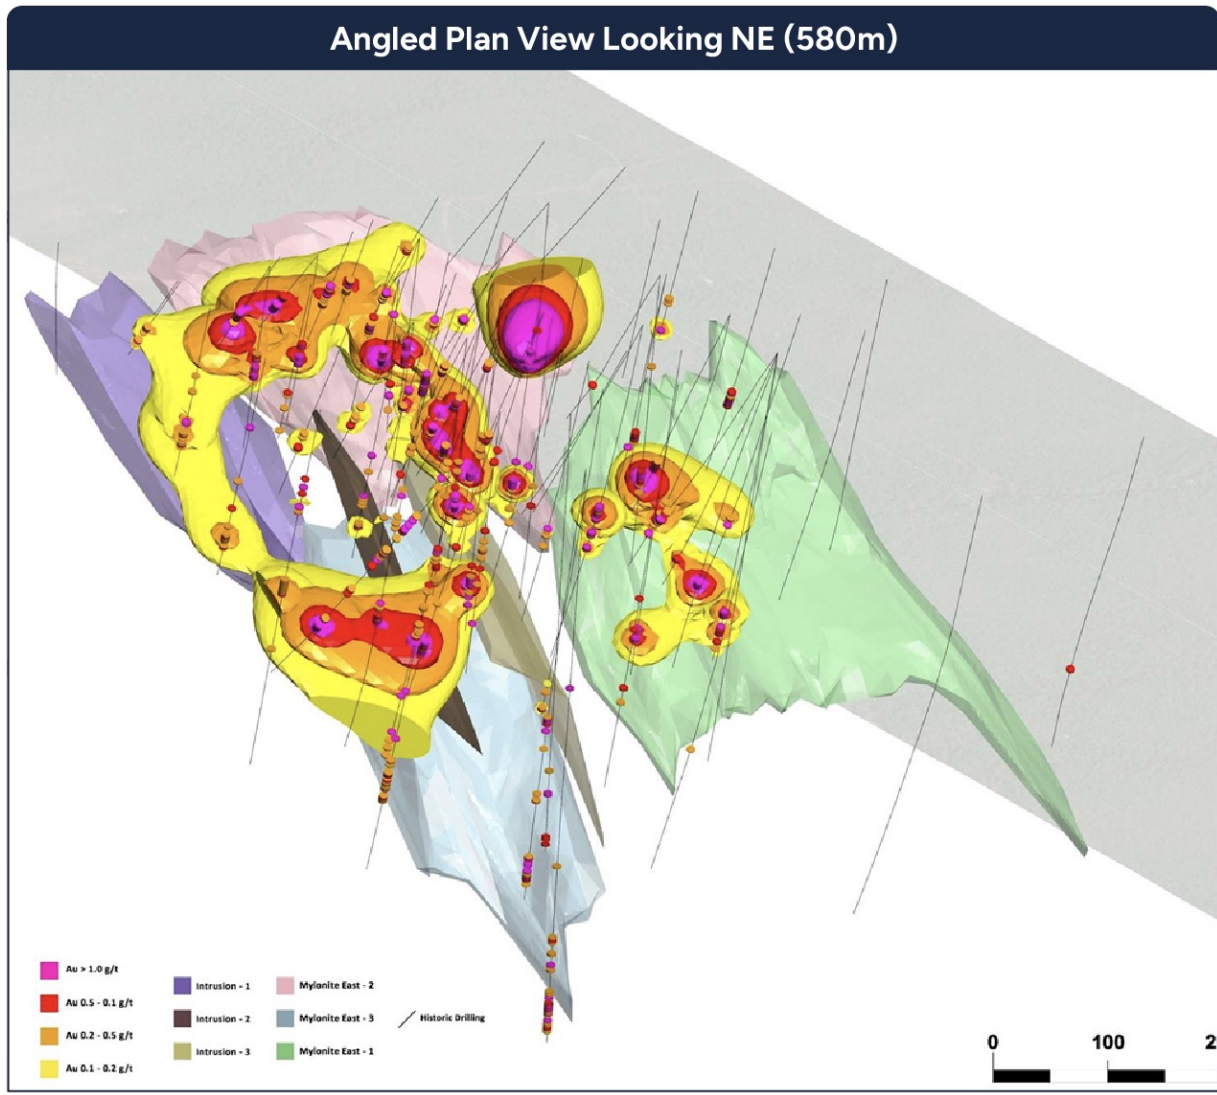 Angled Plan View Looking NE (580m)
Au > 1.0 g/t
Au 0.5 - 0.1 g/t
Au 0.2 - 0.5 g/t
Au 0.1 - 0.2 g/t
Intrusion - 1
Intrusion - 2
Intrusion - 3
Mylonite East - 2
Mylonite East - 3
Mylonite East - 1
Historic Drilling
0 100 2